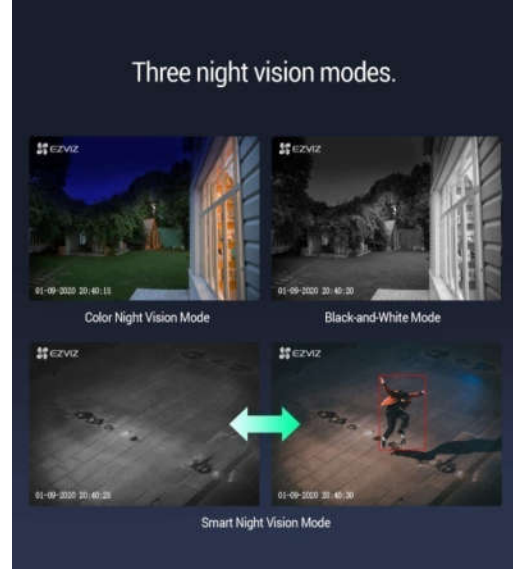 Three night vision modes.
EZVIZ
EZVIZ
01-09-2020 20:40:15
01-09-2020 20:40:20
Color Night Vision Mode
Black-and-White Mode
EZVIZ
EZVIZ
01-09-2020 20:40:25
01-09-2020 20:40:30
Smart Night Vision Mode